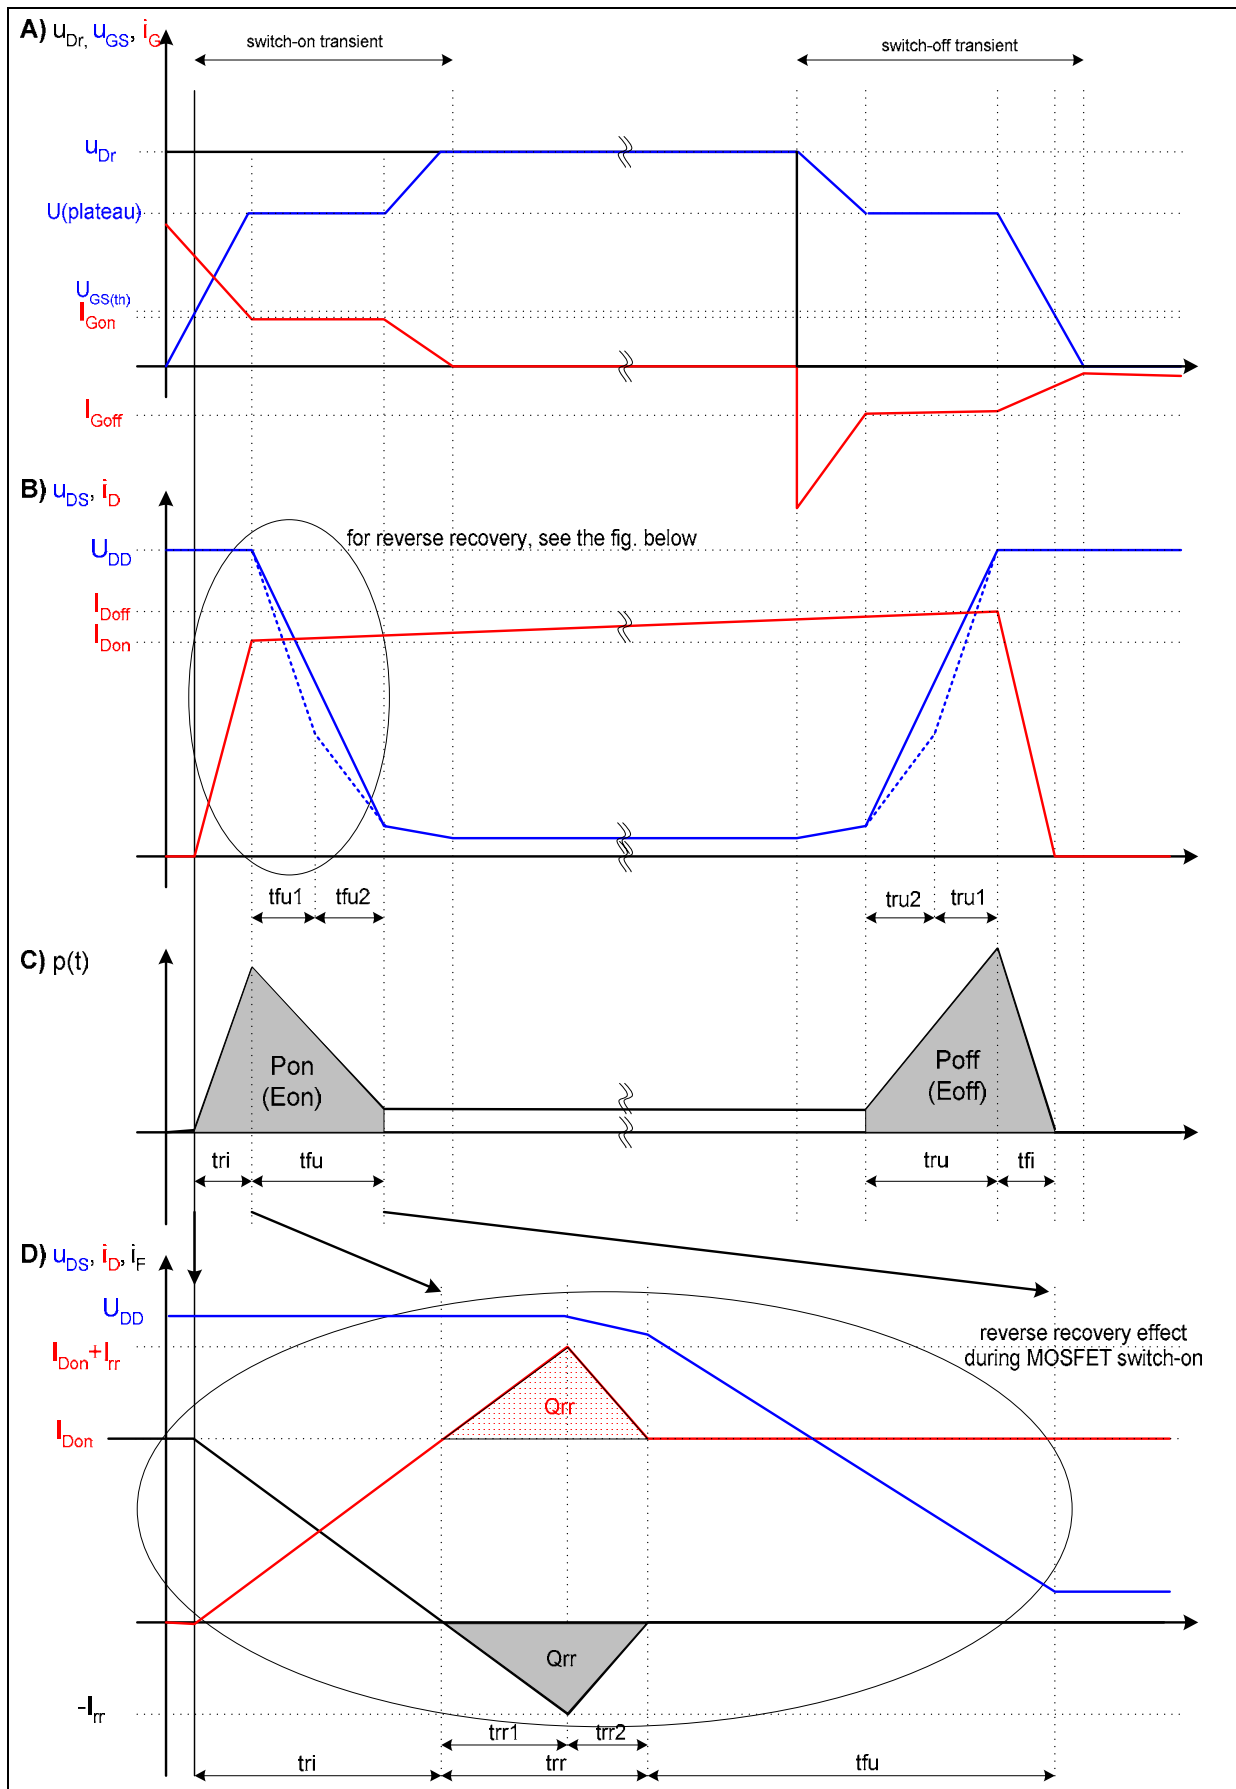 A) uDr, uGS, iG
switch-on transient
switch-off transient
uDr
U(plateau)
UGS(th)
IGon
IGoff
B) uDS, iD
for reverse recovery, see the fig. below
UDD
IDoff
IDon
tfu1 tfu2 tru2 tru1
C) p(t)
Pon
(Eon)
Poff
(Eoff)
tri tfu tru tfi
D) uDS, iD, iF
UDD
reverse recovery effect
during MOSFET switch-on
IDon+Irr
Qrr
IDon
Qrr
-Irr
trr1 trr2
tri trr tfu